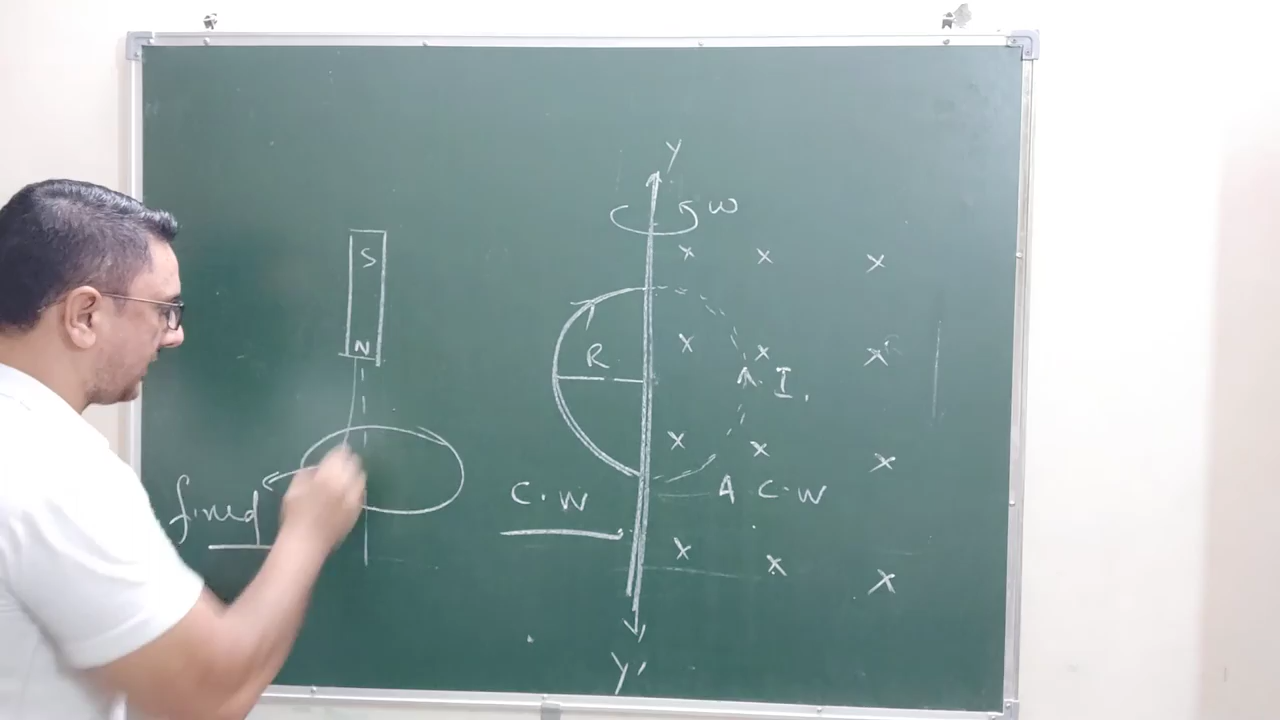 S
N
fixed
Y
ω
x x x
R
x x x
I.
x x x
C.W
A C.W
x x x
Y'